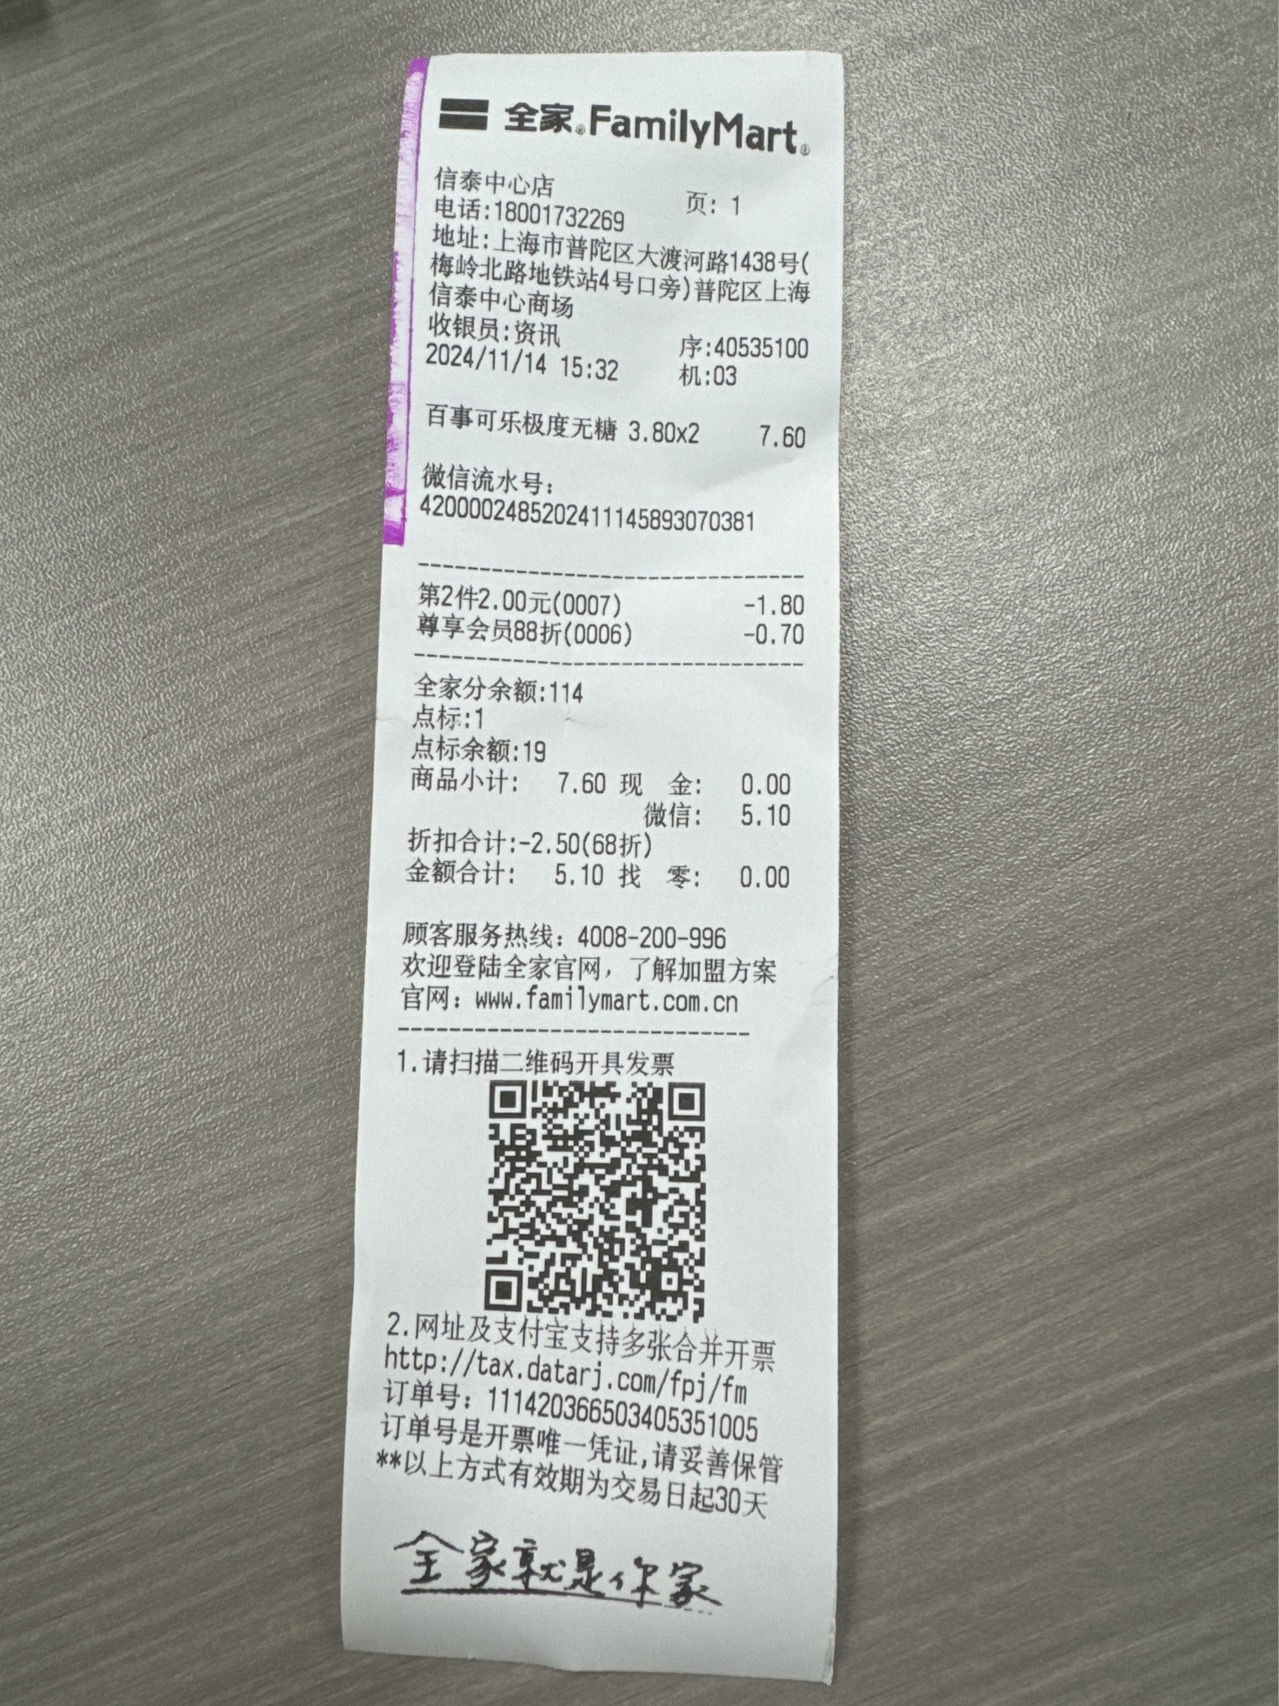 全家FamilyMart
信泰中心店 页: 1
电话:18001732269
地址:上海市普陀区大渡河路1438号(
梅岭北路地铁站4号口旁)普陀区上海
信泰中心商场
收银员:资讯 序:40535100
2024/11/14 15:32 机:03
百事可乐极度无糖 3.80x2 7.60
微信流水号:
4200002485202411145893070381
第2件2.00元(0007) -1.80
尊享会员88折(0006) -0.70
全家分余额:114
点标:1
点标余额:19
商品小计: 7.60 现 金: 0.00
微信: 5.10
折扣合计:-2.50(68折)
金额合计: 5.10 找 零: 0.00
顾客服务热线: 4008-200-996
欢迎登陆全家官网, 了解加盟方案
官网: www.familymart.com.cn
1.请扫描二维码开具发票
2.网址及支付宝支持多张合并开票
http://tax.datarj.com/fpj/fm
订单号: 111420366503405351005
订单号是开票唯一凭证,请妥善保管
**以上方式有效期为交易日起30天
全家就是你家